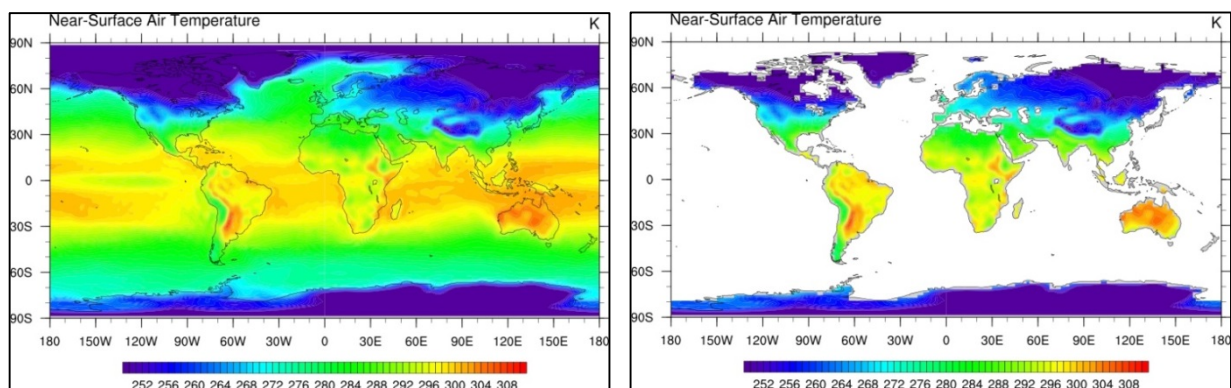 Near-Surface Air Temperature K
90N
60N
30N
0
30S
60S
90S
180 150W 120W 90W 60W 30W 0 30E 60E 90E 120E 150E 180
252 256 260 264 268 272 276 280 284 288 292 296 300 304 308
Near-Surface Air Temperature K
90N
60N
30N
0
30S
60S
90S
180 150W 120W 90W 60W 30W 0 30E 60E 90E 120E 150E 180
252 256 260 264 268 272 276 280 284 288 292 296 300 304 308